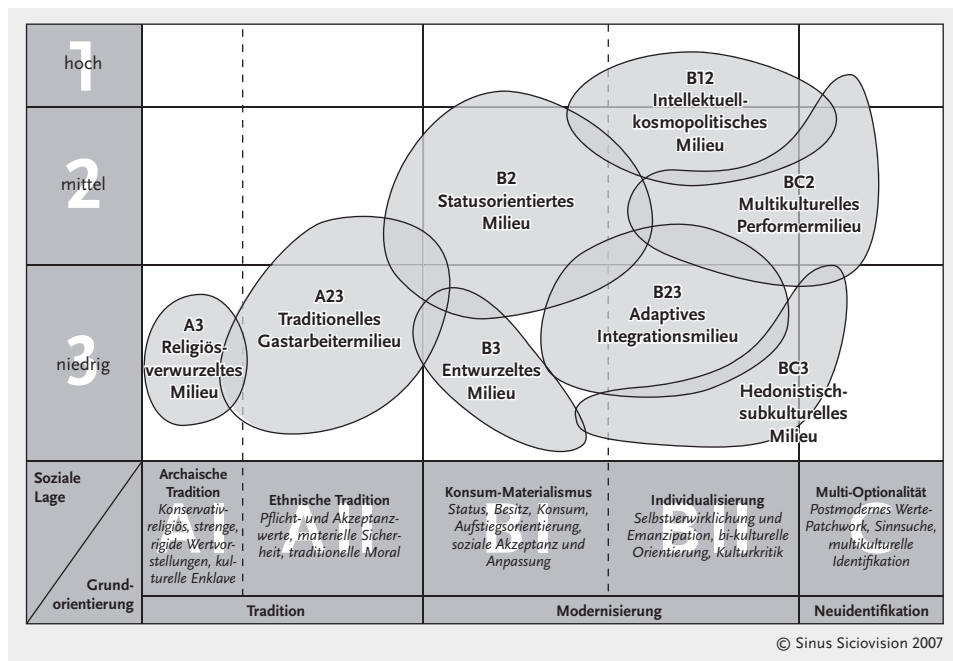 1
hoch
2
mittel
3
niedrig
B12
Intellektuell-
kosmopolitisches
Milieu
B2
Statusorientiertes
Milieu
BC2
Multikulturelles
Performermilieu
A23
Traditionelles
Gastarbeitermilieu
A3
Religiös-
verwurzeltes
Milieu
B23
Adaptives
Integrationsmilieu
B3
Entwurzeltes
Milieu
BC3
Hedonistisch-
subkulturelles
Milieu
Soziale
Lage
Grund-
orientierung
AI
Archaische
Tradition
Konservativ-
religiös, strenge,
rigide Wertvor-
stellungen, kul-
turelle Enklave
AII
Ethnische Tradition
Pflicht- und Akzeptanz-
werte, materielle Sicher-
heit, traditionelle Moral
BI
Konsum-Materialismus
Status, Besitz, Konsum,
Aufstiegsorientierung,
soziale Akzeptanz und
Anpassung
BII
Individualisierung
Selbstverwirklichung und
Emanzipation, bi-kulturelle
Orientierung, Kulturkritik
C
Multi-Optionalität
Postmodernes Werte-
Patchwork, Sinnsuche,
multikulturelle
Identifikation
Tradition
Modernisierung
Neuidentifikation
© Sinus Siciovision 2007